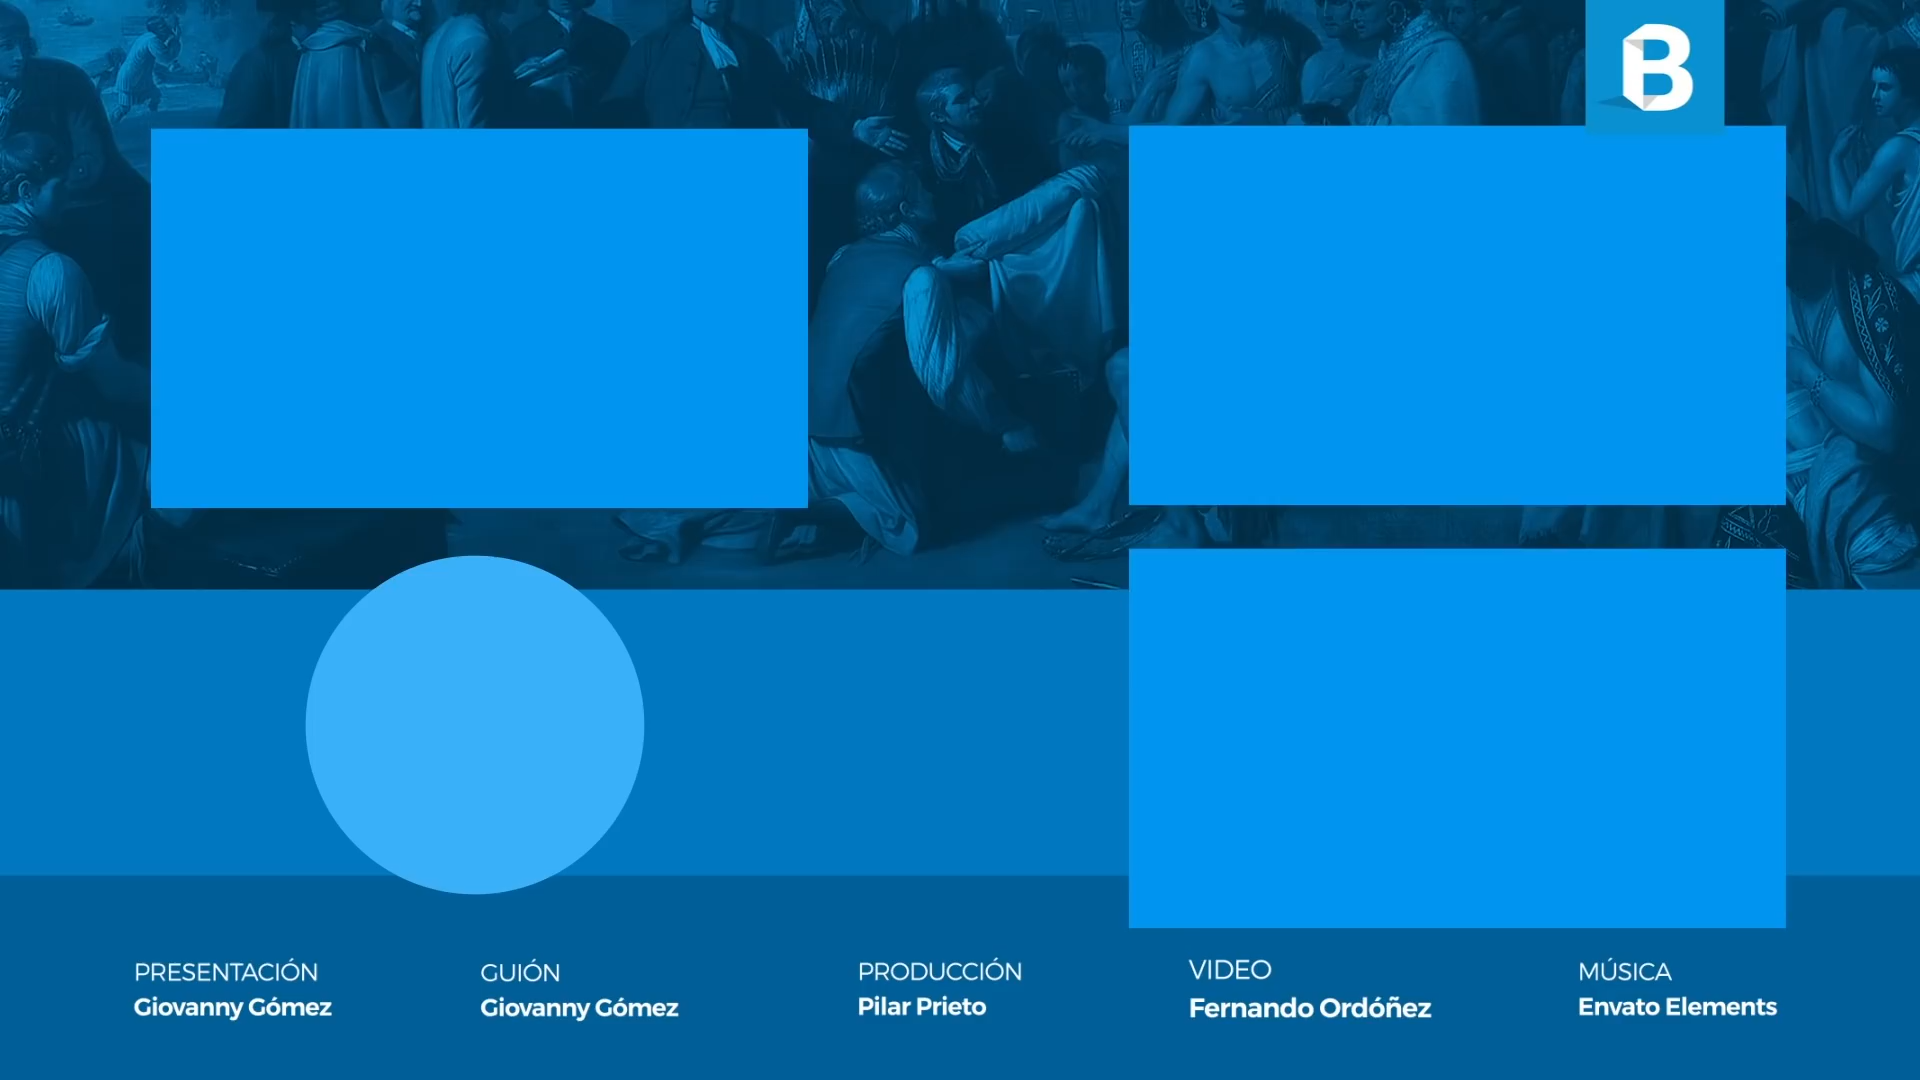 B
PRESENTACIÓN
Giovanny Gómez
GUIÓN
Giovanny Gómez
PRODUCCIÓN
Pilar Prieto
VIDEO
Fernando Ordóñez
MÚSICA
Envato Elements